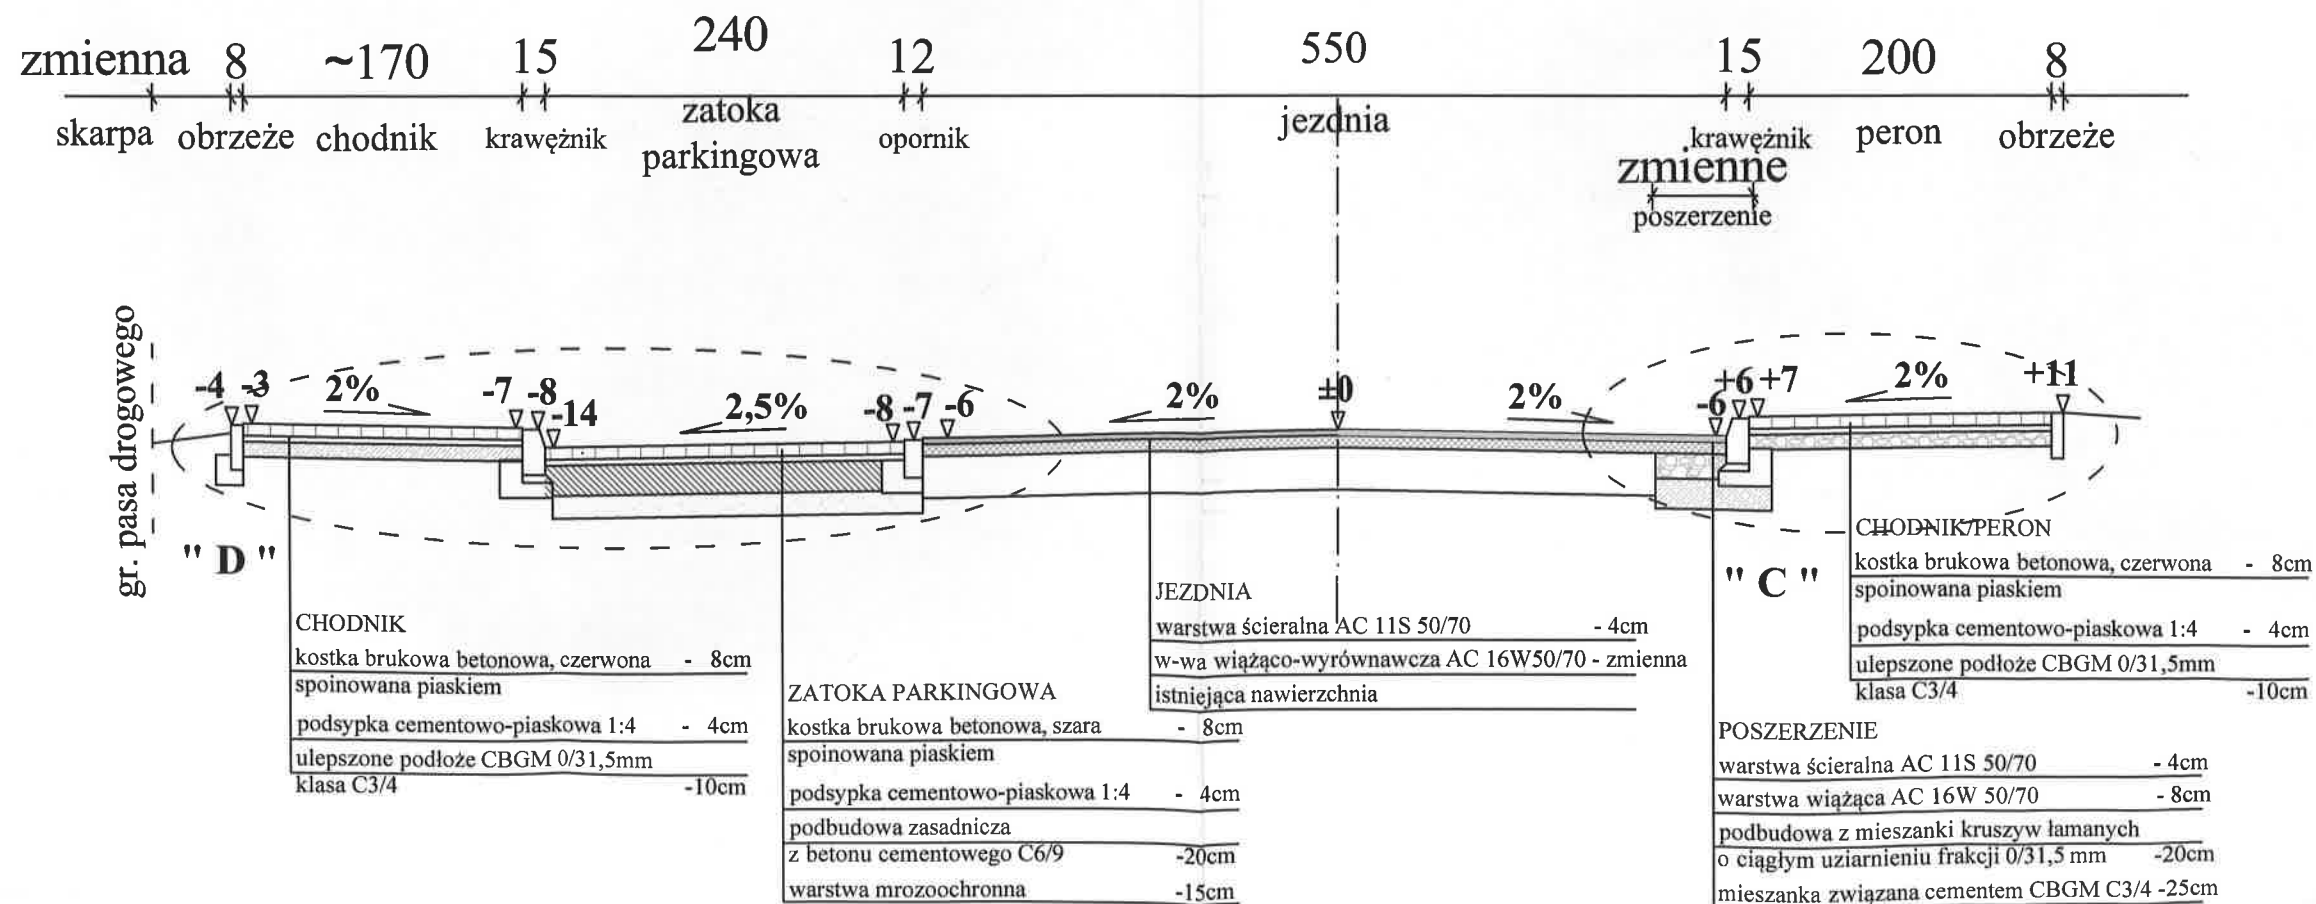 zmienna 8 ~170 15 240 12 550 15 200 8
skarpa obrzeże chodnik krawężnik zatoka parkingowa opornik jezdnia krawężnik peron obrzeże
zmienne
poszerzenie
gr. pasa drogowego
-4 -3 2% -7 -8 -14 2,5% -8 -7 -6 2% ±0 2% -6 +6 +7 2% +11
" D "
" C "
CHODNIK
kostka brukowa betonowa, czerwona - 8cm
spoinowana piaskiem
podsypka cementowo-piaskowa 1:4 - 4cm
ulepszone podłoże CBGM 0/31,5mm
klasa C3/4 -10cm
ZATOKA PARKINGOWA
kostka brukowa betonowa, szara - 8cm
spoinowana piaskiem
podsypka cementowo-piaskowa 1:4 - 4cm
podbudowa zasadnicza
z betonu cementowego C6/9 -20cm
warstwa mrozoochronna -15cm
JEZDNIA
warstwa ścieralna AC 11S 50/70 - 4cm
w-wa wiążąco-wyrównawcza AC 16W50/70 - zmienna
istniejąca nawierzchnia
CHODNIK/PERON
kostka brukowa betonowa, czerwona - 8cm
spoinowana piaskiem
podsypka cementowo-piaskowa 1:4 - 4cm
ulepszone podłoże CBGM 0/31,5mm
klasa C3/4 -10cm
POSZERZENIE
warstwa ścieralna AC 11S 50/70 - 4cm
warstwa wiążąca AC 16W 50/70 - 8cm
podbudowa z mieszanki kruszyw łamanych
o ciągłym uziarnieniu frakcji 0/31,5 mm -20cm
mieszanka związana cementem CBGM C3/4 -25cm